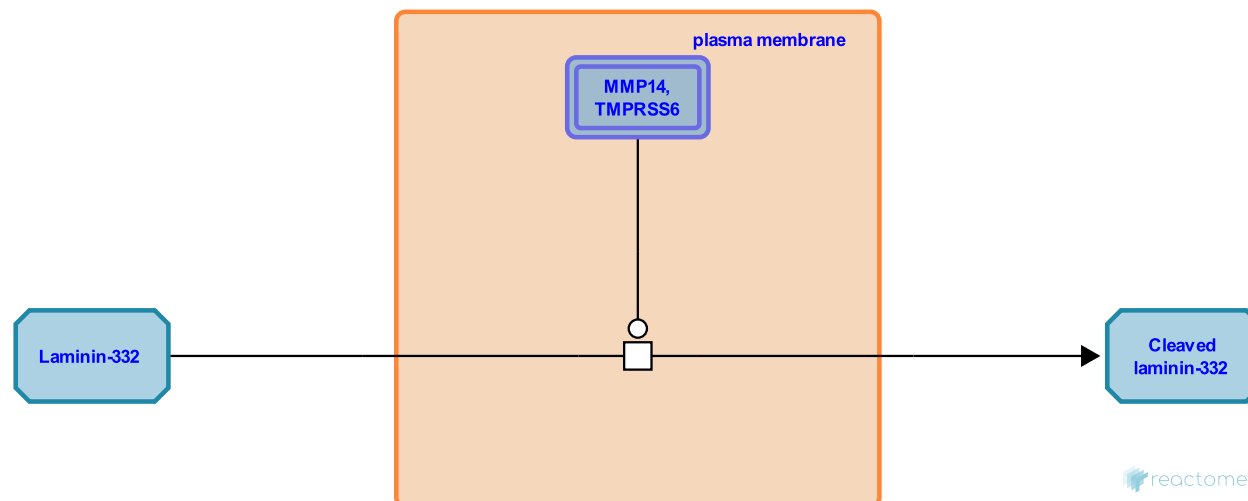 plasma membrane
MMP14,
TMPRSS6
Laminin-332
Cleaved
laminin-332
reactome